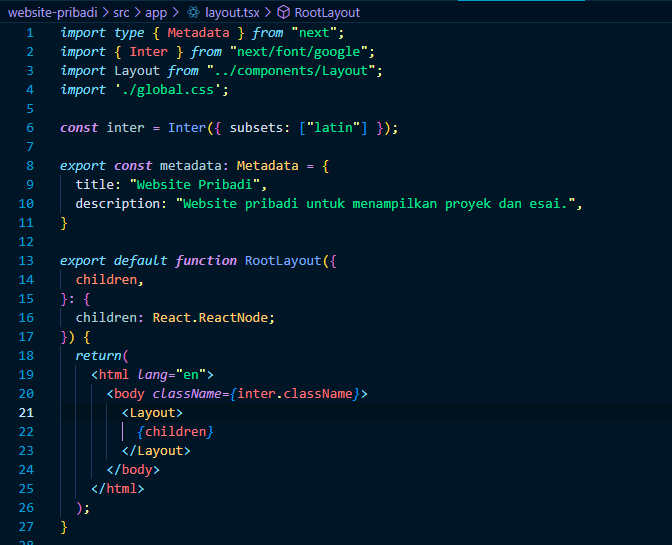 website-pribadi > src > app > layout.tsx > RootLayout
1 import type { Metadata } from "next";
2 import { Inter } from "next/font/google";
3 import Layout from "../components/Layout";
4 import './global.css';
5
6 const inter = Inter({ subsets: ["latin"] });
7
8 export const metadata: Metadata = {
9   title: "Website Pribadi",
10   description: "Website pribadi untuk menampilkan proyek dan esai.",
11 }
12
13 export default function RootLayout({
14   children,
15 }: {
16   children: React.ReactNode;
17 }) {
18   return(
19     <html lang="en">
20       <body className={inter.className}>
21         <Layout>
22           {children}
23         </Layout>
24       </body>
25     </html>
26   );
27 }
28